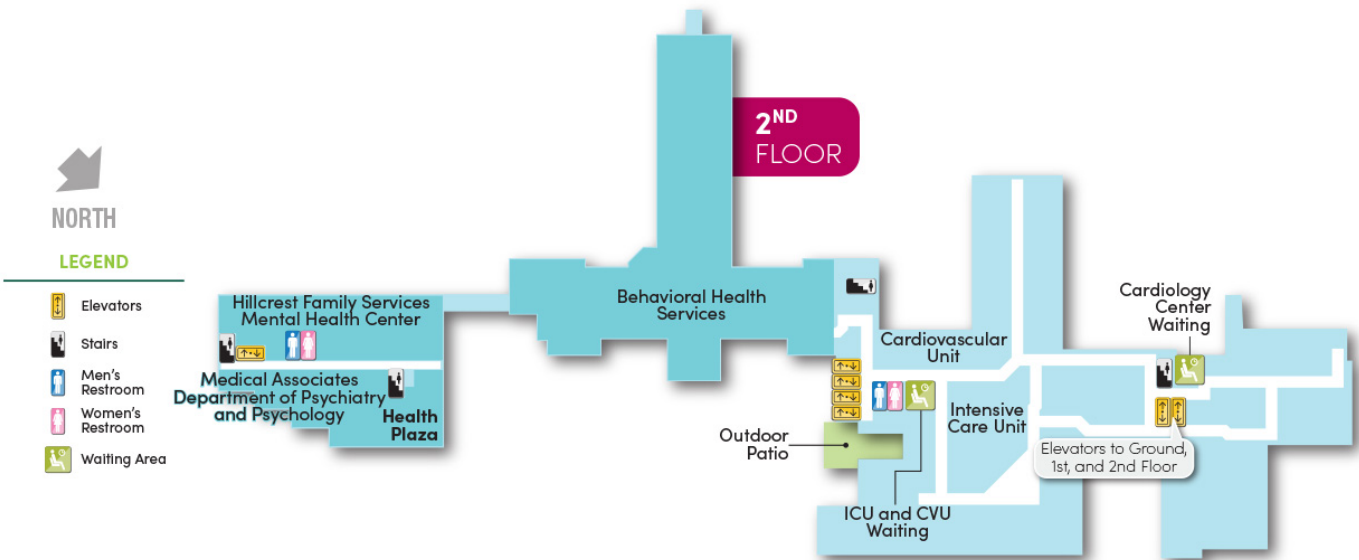 2ND
FLOOR
NORTH
LEGEND
Elevators
Stairs
Men's
Restroom
Women's
Restroom
Waiting Area
Hillcrest Family Services
Mental Health Center
Medical Associates
Department of Psychiatry
and Psychology
Health
Plaza
Behavioral Health
Services
Cardiovascular
Unit
Cardiology
Center
Waiting
Intensive
Care Unit
Outdoor
Patio
Elevators to Ground,
1st, and 2nd Floor
ICU and CVU
Waiting